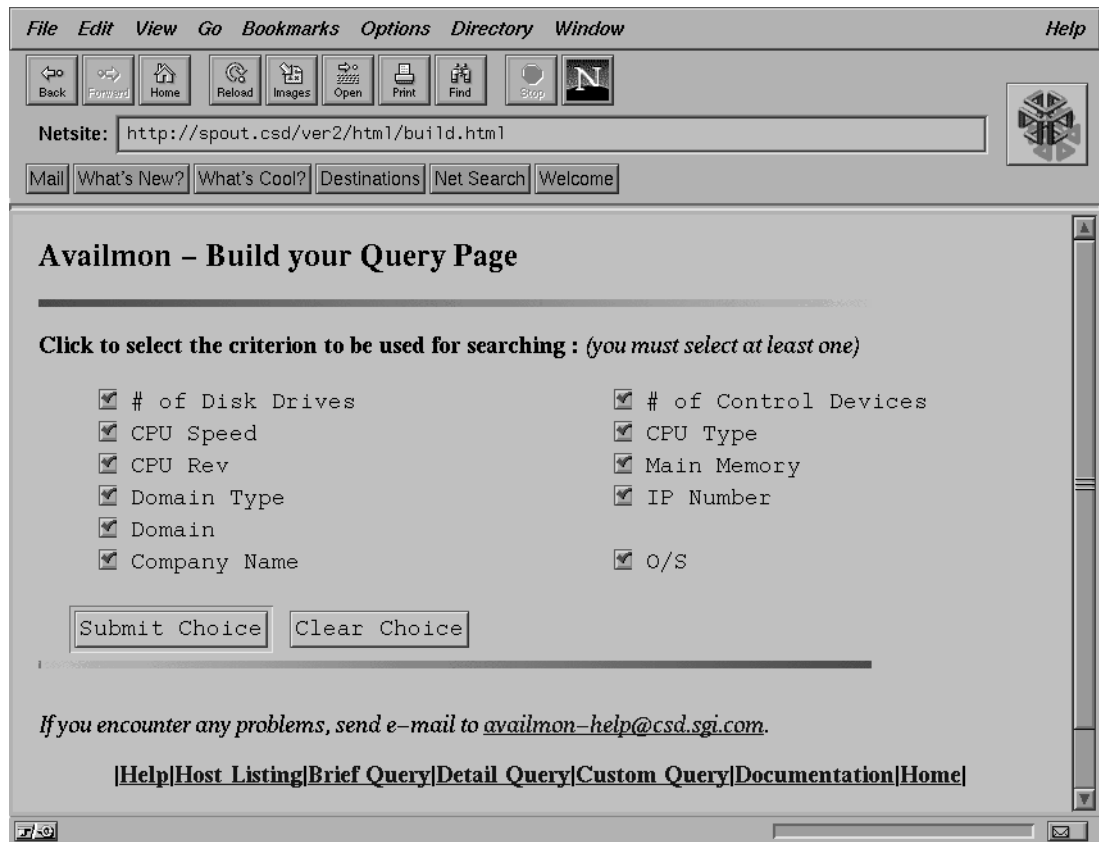 File Edit View Go Bookmarks Options Directory Window Help
Back Forward Home Reload Images Open Print Find Stop N
Netsite: http://spout.csd/ver2/html/build.html
Mail What's New? What's Cool? Destinations Net Search Welcome
Availmon – Build your Query Page
Click to select the criterion to be used for searching : (you must select at least one)
# of Disk Drives # of Control Devices
CPU Speed CPU Type
CPU Rev Main Memory
Domain Type IP Number
Domain
Company Name O/S
Submit Choice Clear Choice
If you encounter any problems, send e–mail to availmon–help@csd.sgi.com.
|Help|Host Listing|Brief Query|Detail Query|Custom Query|Documentation|Home|